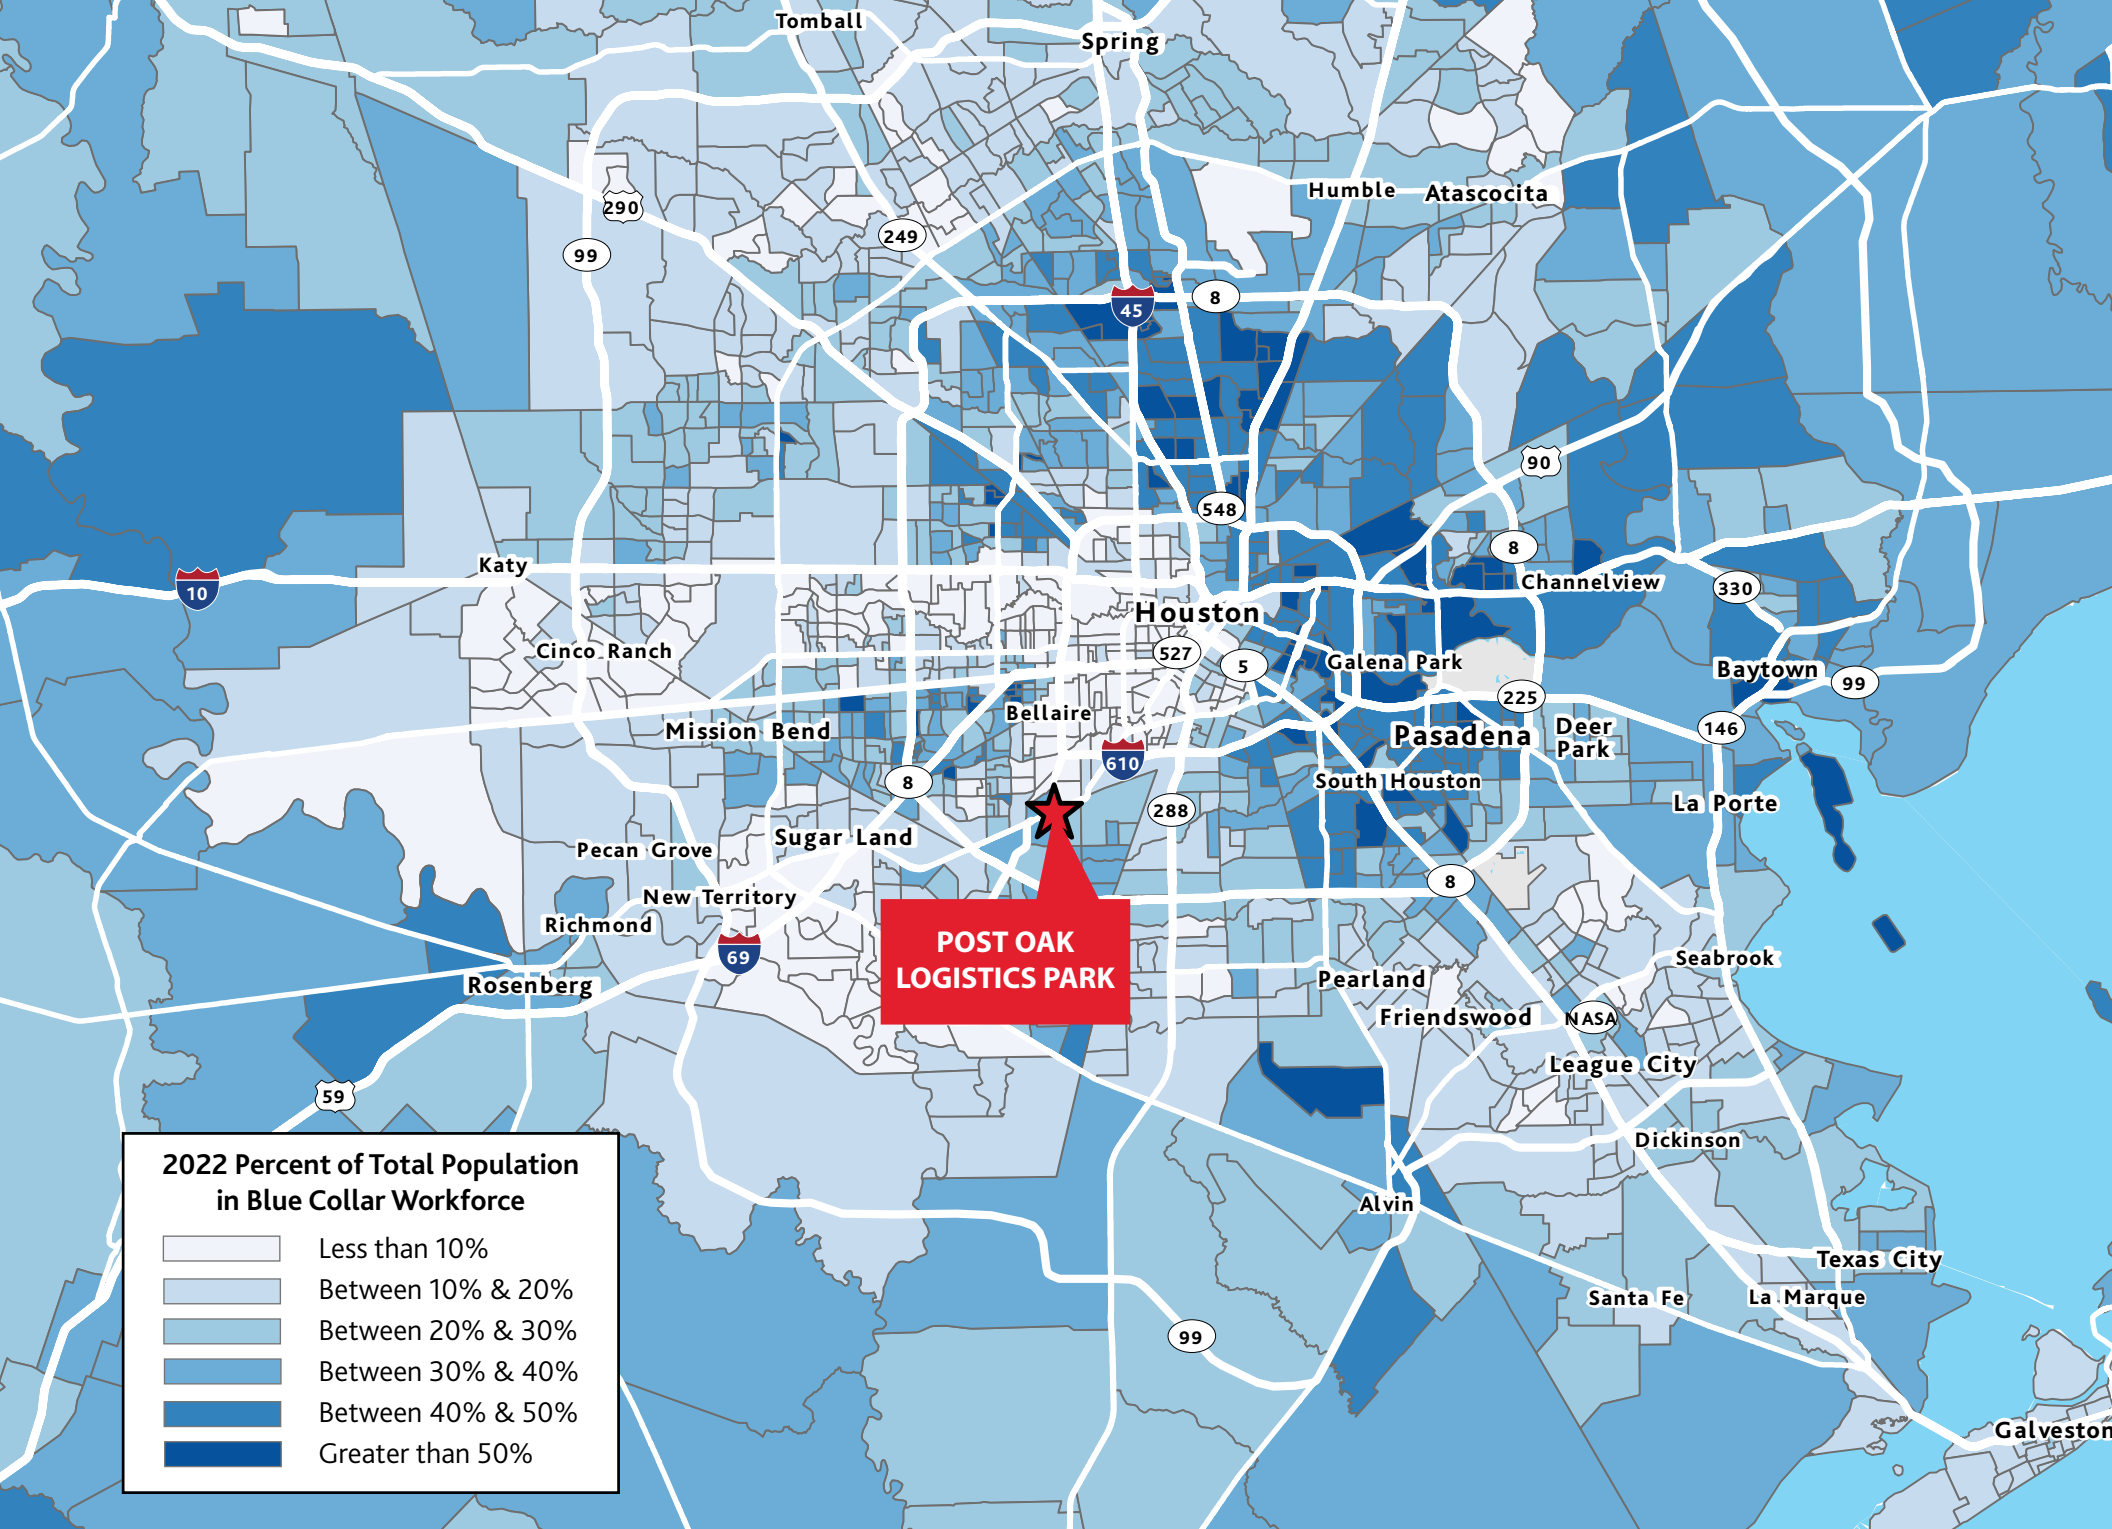 Tomball
Spring
Humble
Atascocita
290
249
99
45
8
90
548
8
Katy
10
Channelview
330
Houston
Cinco Ranch
527
5
Galena Park
Baytown
99
225
Bellaire
Mission Bend
146
Pasadena
Deer
Park
610
8
South Houston
288
La Porte
Sugar Land
Pecan Grove
8
New Territory
Richmond
69
POST OAK
LOGISTICS PARK
Seabrook
Rosenberg
Pearland
Friendswood
NASA
League City
59
Dickinson
Alvin
Texas City
Santa Fe
La Marque
99
Galveston
2022 Percent of Total Population
in Blue Collar Workforce
Less than 10%
Between 10% & 20%
Between 20% & 30%
Between 30% & 40%
Between 40% & 50%
Greater than 50%